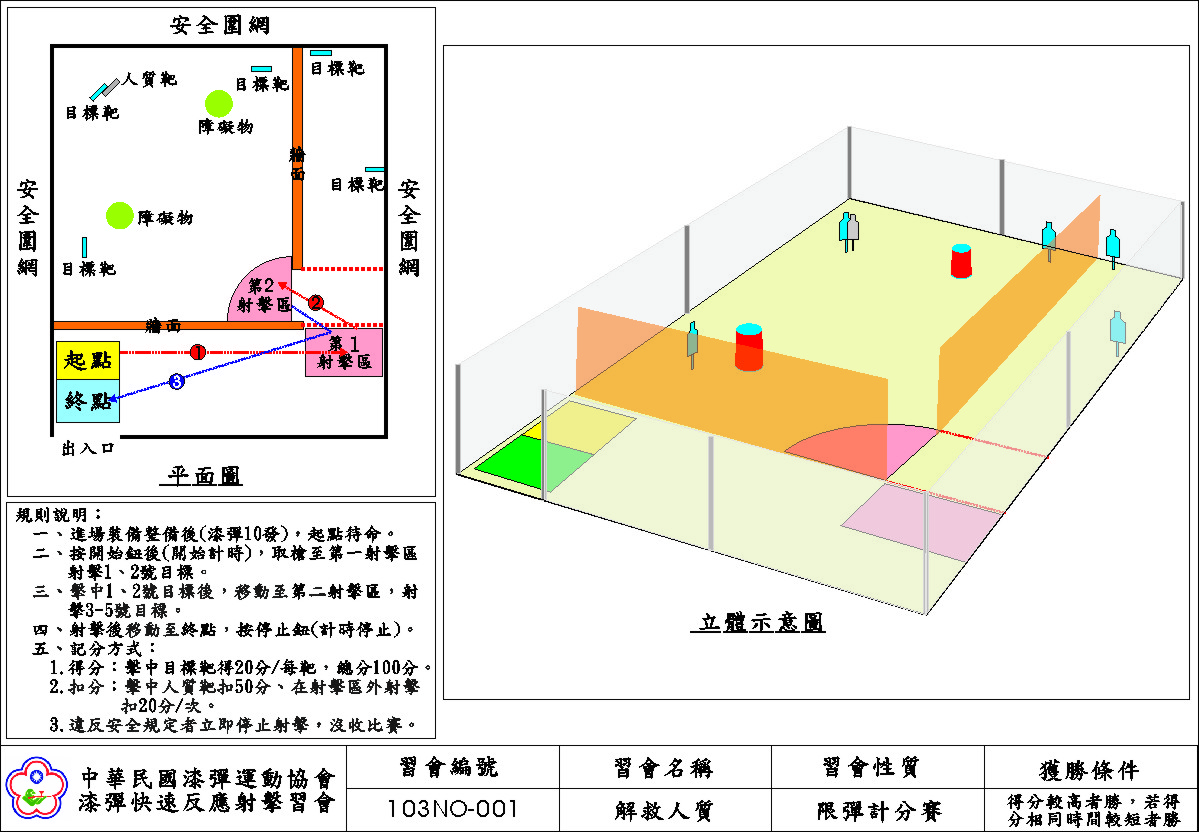 安全圍網
人質靶
目標靶
目標靶
目標靶
障礙物
牆面
目標靶
安全圍網
安全圍網
障礙物
目標靶
第2
射擊區
2
牆面
第1
射擊區
1
起點
3
終點
出入口
平面圖
立體示意圖
規則說明：
一、進場裝備整備後(漆彈10發)，起點待命。
二、按開始鈕後(開始計時)，取槍至第一射擊區
射擊1、2號目標。
三、擊中1、2號目標後，移動至第二射擊區，射
擊3-5號目標。
四、射擊後移動至終點，按停止鈕(計時停止)。
五、記分方式：
1.得分：擊中目標靶得20分/每靶，總分100分。
2.扣分：擊中人質靶扣50分、在射擊區外射擊
扣20分/次。
3.違反安全規定者立即停止射擊，沒收比賽。
中華民國漆彈運動協會
漆彈快速反應射擊習會
習會編號
習會名稱
習會性質
獲勝條件
103NO-001
解救人質
限彈計分賽
得分較高者勝，若得
分相同時間較短者勝